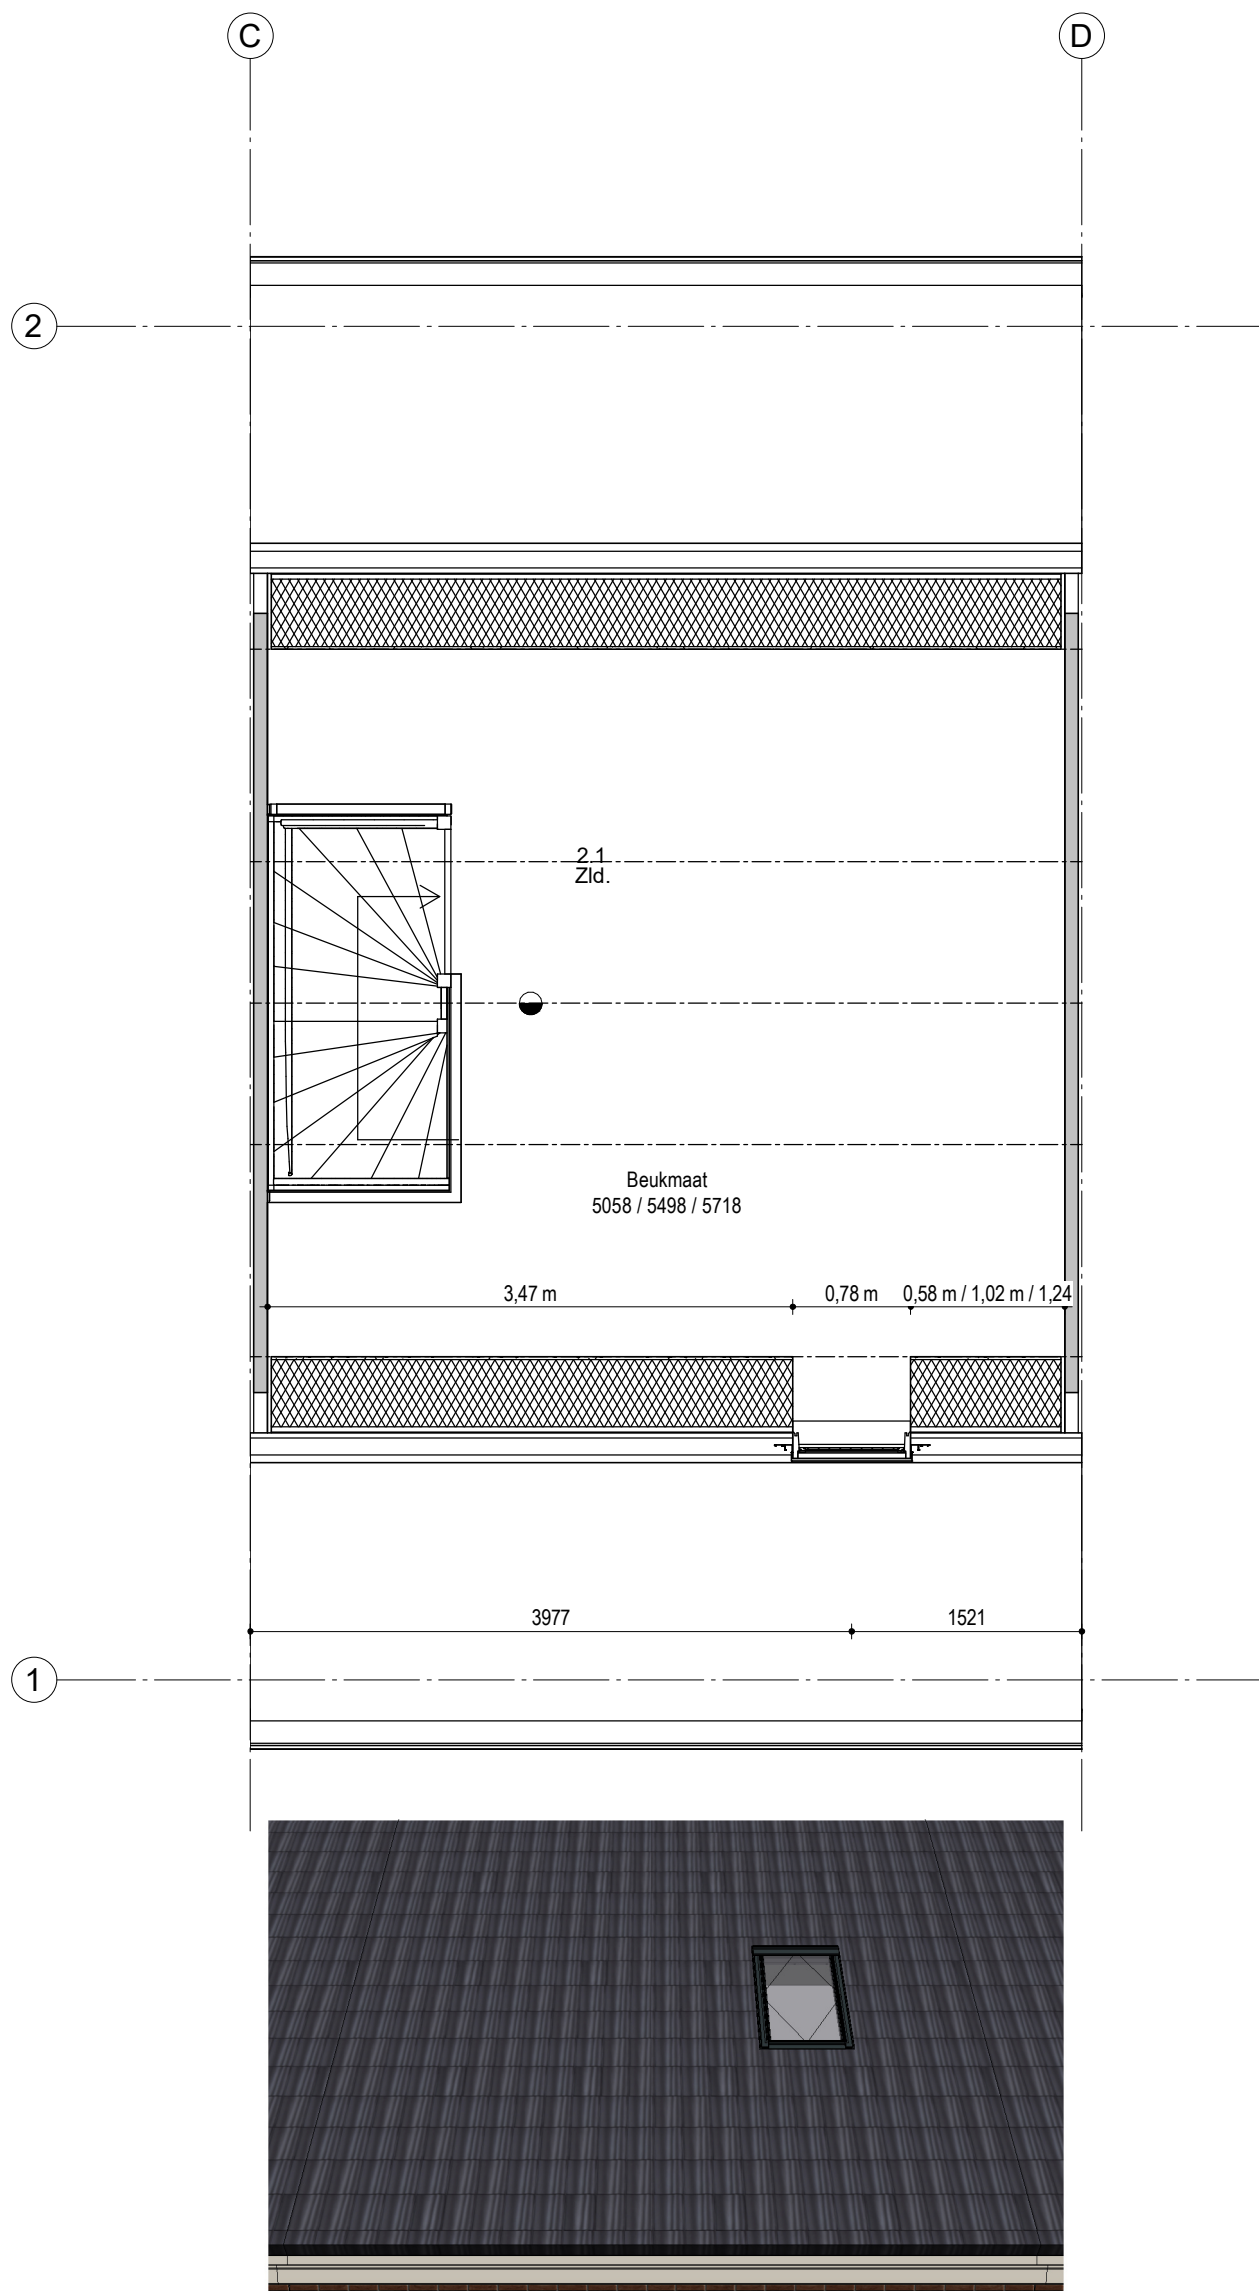 C
D
2
2.1
Zld.
Beukmaat
5058 / 5498 / 5718
3,47 m
0,78 m
0,58 m / 1,02 m / 1,24
3977
1521
1